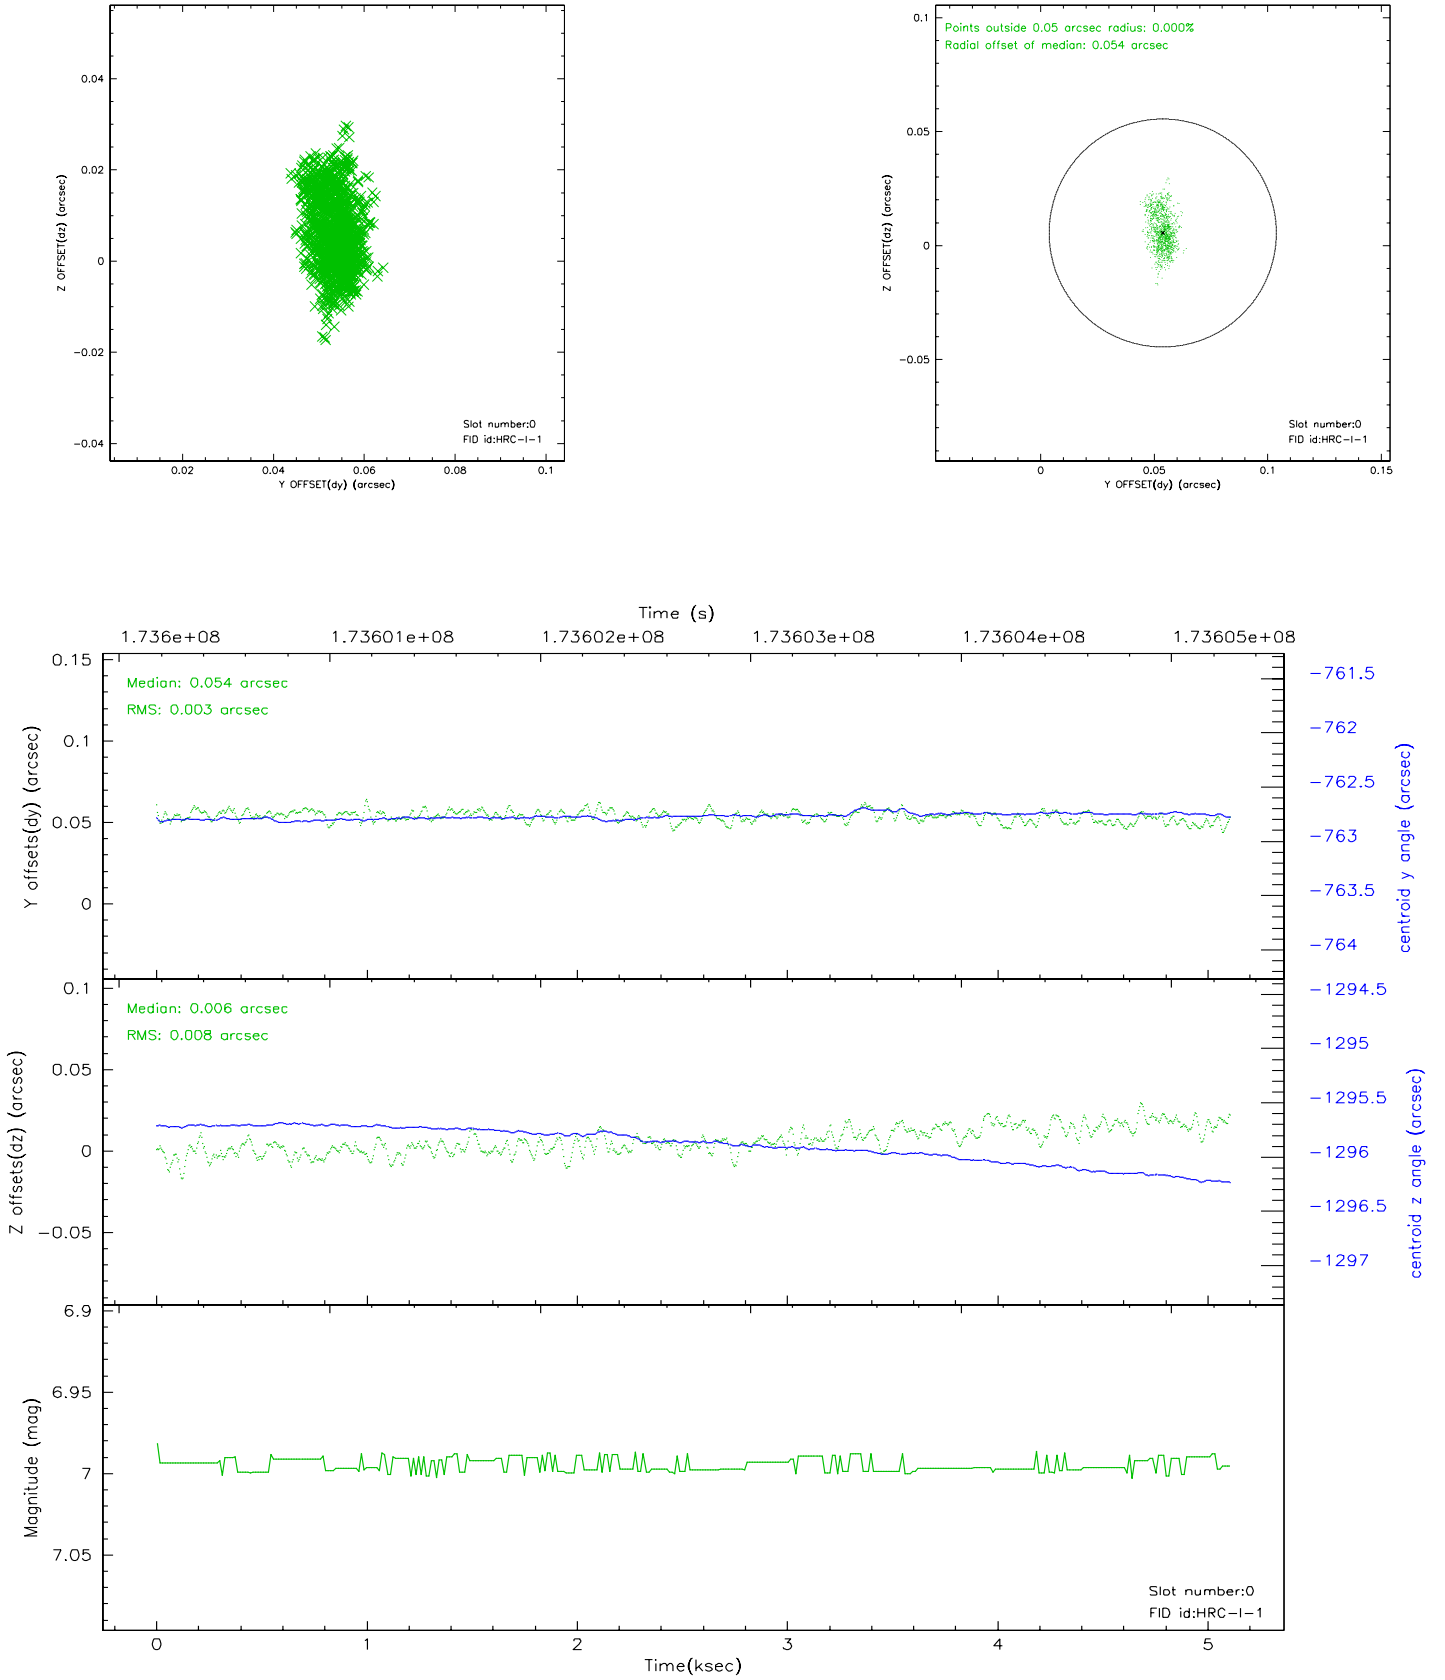 0.04
0.02
0
−0.02
−0.04
Z OFFSET(dz) (arcsec)
Slot number:0
FID id:HRC−I−1
0.02 0.04 0.06 0.08 0.1
Y OFFSET(dy) (arcsec)
Points outside 0.05 arcsec radius: 0.000%
Radial offset of median: 0.054 arcsec
0.1
0.05
0
−0.05
Z OFFSET(dz) (arcsec)
Slot number:0
FID id:HRC−I−1
0 0.05 0.1 0.15
Y OFFSET(dy) (arcsec)
Time (s)
1.736e+08 1.73601e+08 1.73602e+08 1.73603e+08 1.73604e+08 1.73605e+08
Median: 0.054 arcsec
RMS: 0.003 arcsec
0.15
0.1
0.05
0
Y offsets(dy) (arcsec)
−761.5
−762
−762.5
−763
−763.5
−764
centroid y angle (arcsec)
Median: 0.006 arcsec
RMS: 0.008 arcsec
0.1
0.05
0
−0.05
Z offsets(dz) (arcsec)
−1294.5
−1295
−1295.5
−1296
−1296.5
−1297
centroid z angle (arcsec)
6.9
6.95
7
7.05
Magnitude (mag)
Slot number:0
FID id:HRC−I−1
0 1 2 3 4 5
Time(ksec)